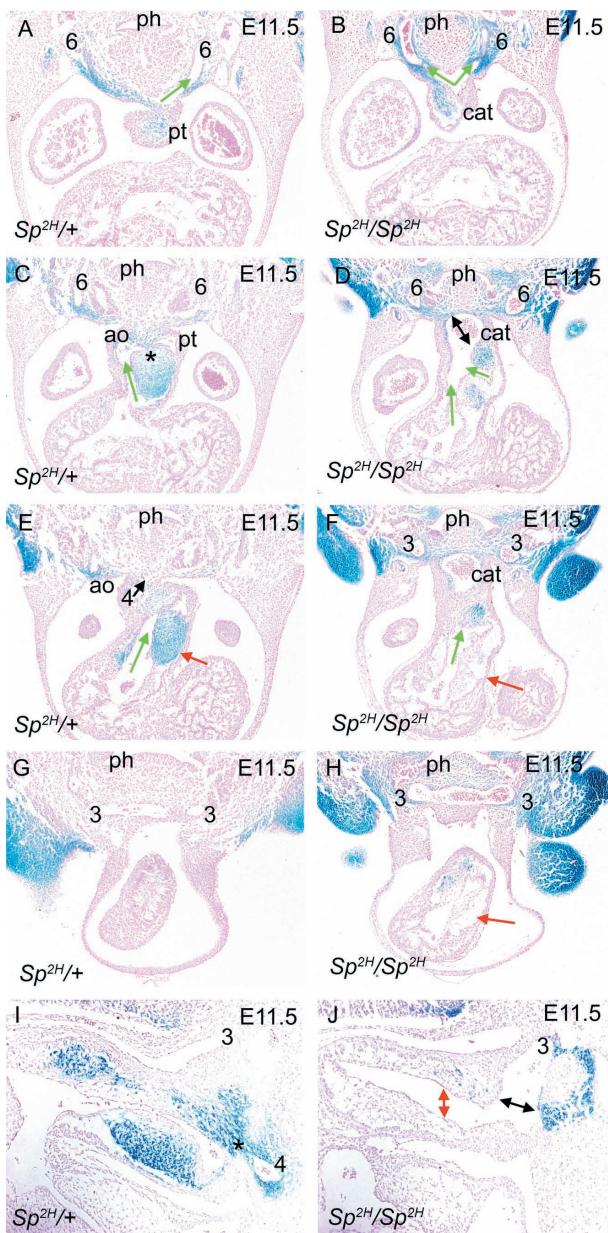 A 6 ph 6 E11.5
pt
Sp2H/+
B 6 ph 6 E11.5
cat
Sp2H/Sp2H
C 6 ph 6 E11.5
ao * pt
Sp2H/+
D 6 ph 6 E11.5
cat
Sp2H/Sp2H
E ph E11.5
ao 4
Sp2H/+
F 3 ph 3 E11.5
cat
Sp2H/Sp2H
G ph E11.5
3 3
Sp2H/+
H ph E11.5
3 3
Sp2H/Sp2H
I E11.5
3
* 4
Sp2H/+
J E11.5
3
Sp2H/Sp2H